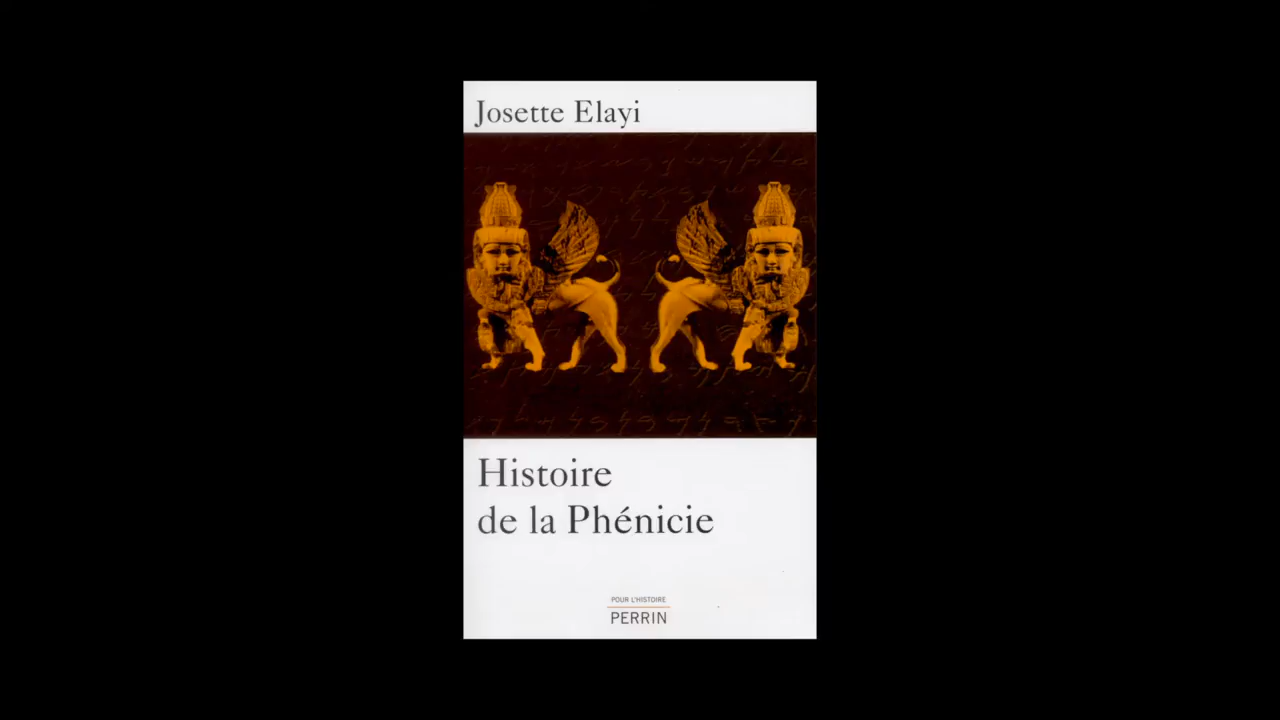 Josette Elayi
Histoire
de la Phénicie
POUR L'HISTOIRE
PERRIN